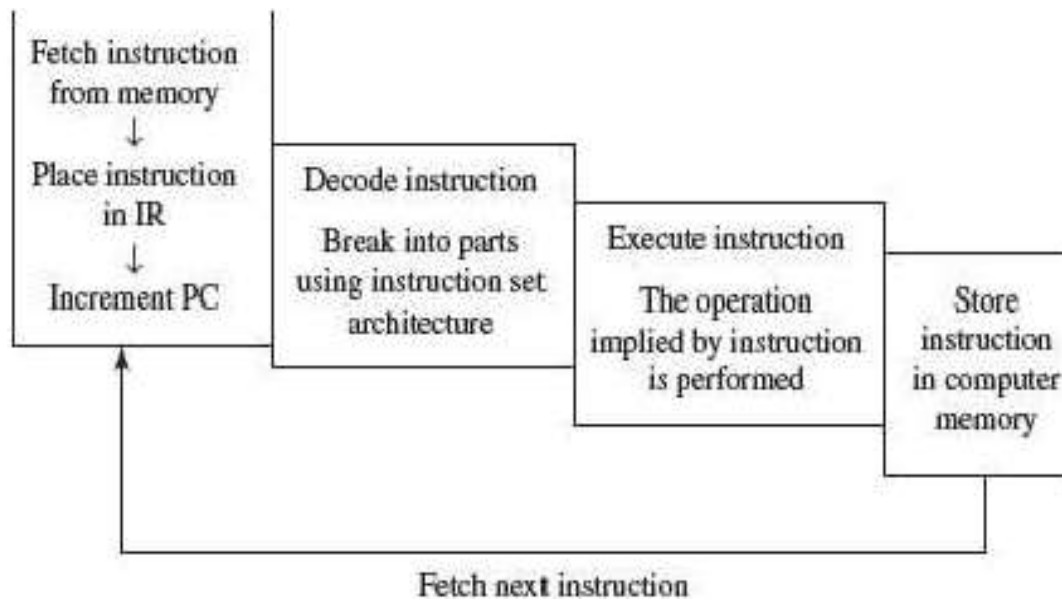 Fetch instruction
from memory
↓
Place instruction
in IR
↓
Increment PC
Decode instruction
Break into parts
using instruction set
architecture
Execute instruction
The operation
implied by instruction
is performed
Store
instruction
in computer
memory
Fetch next instruction